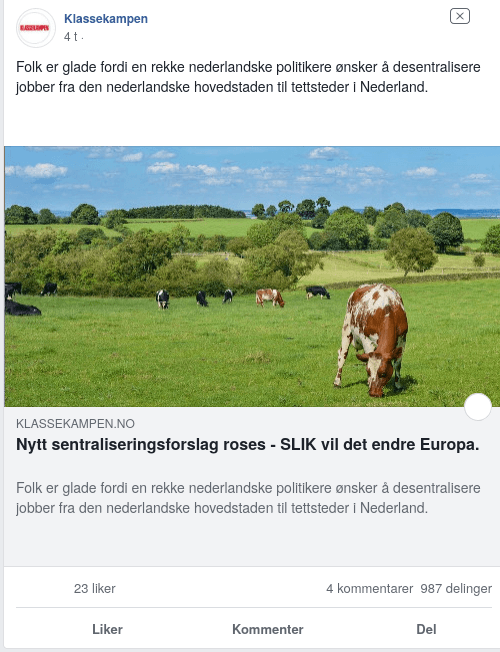 KLASSEKAMPEN
Klassekampen
4 t ·
Folk er glade fordi en rekke nederlandske politikere ønsker å desentralisere
jobber fra den nederlandske hovedstaden til tettsteder i Nederland.
KLASSEKAMPEN.NO
Nytt sentraliseringsforslag roses - SLIK vil det endre Europa.
Folk er glade fordi en rekke nederlandske politikere ønsker å desentralisere
jobber fra den nederlandske hovedstaden til tettsteder i Nederland.
23 liker 4 kommentarer 987 delinger
Liker Kommenter Del